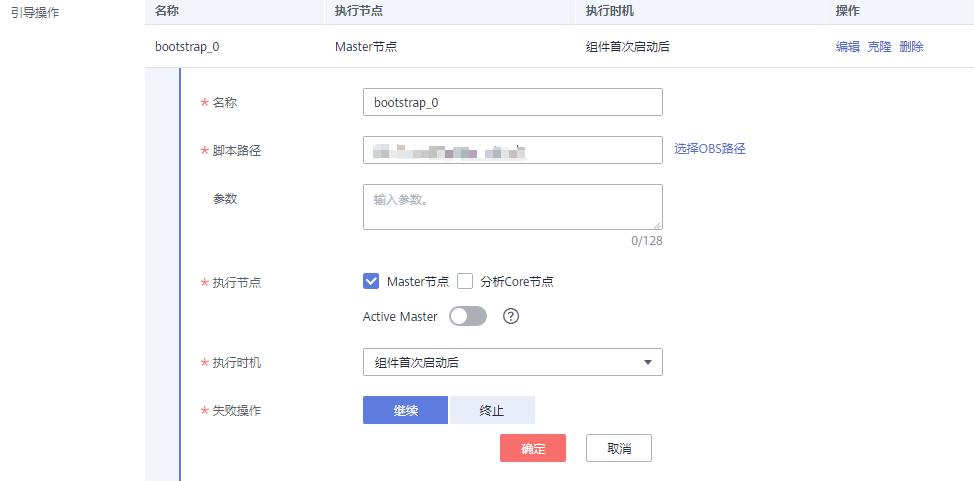 引导操作
名称 执行节点 执行时机 操作
bootstrap_0 Master节点 组件首次启动后 编辑 克隆 删除
* 名称 bootstrap_0
* 脚本路径 选择OBS路径
参数 输入参数。
0/128
* 执行节点 Master节点 分析Core节点
Active Master ?
* 执行时机 组件首次启动后
* 失败操作 继续 终止
确定 取消